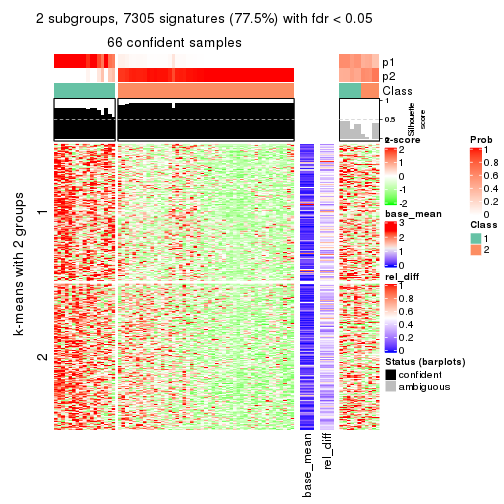 2 subgroups, 7305 signatures (77.5%) with fdr < 0.05
66 confident samples
p1
p2
Class
1
0.5
0
Silhouette
score
k-means with 2 groups
1
2
base_mean
rel_diff
z-score
2
1
0
-1
-2
base_mean
3
2
1
0
rel_diff
1
0.8
0.6
0.4
0.2
0
Status (barplots)
confident
ambiguous
Prob
1
0.8
0.6
0.4
0.2
0
Class
1
2